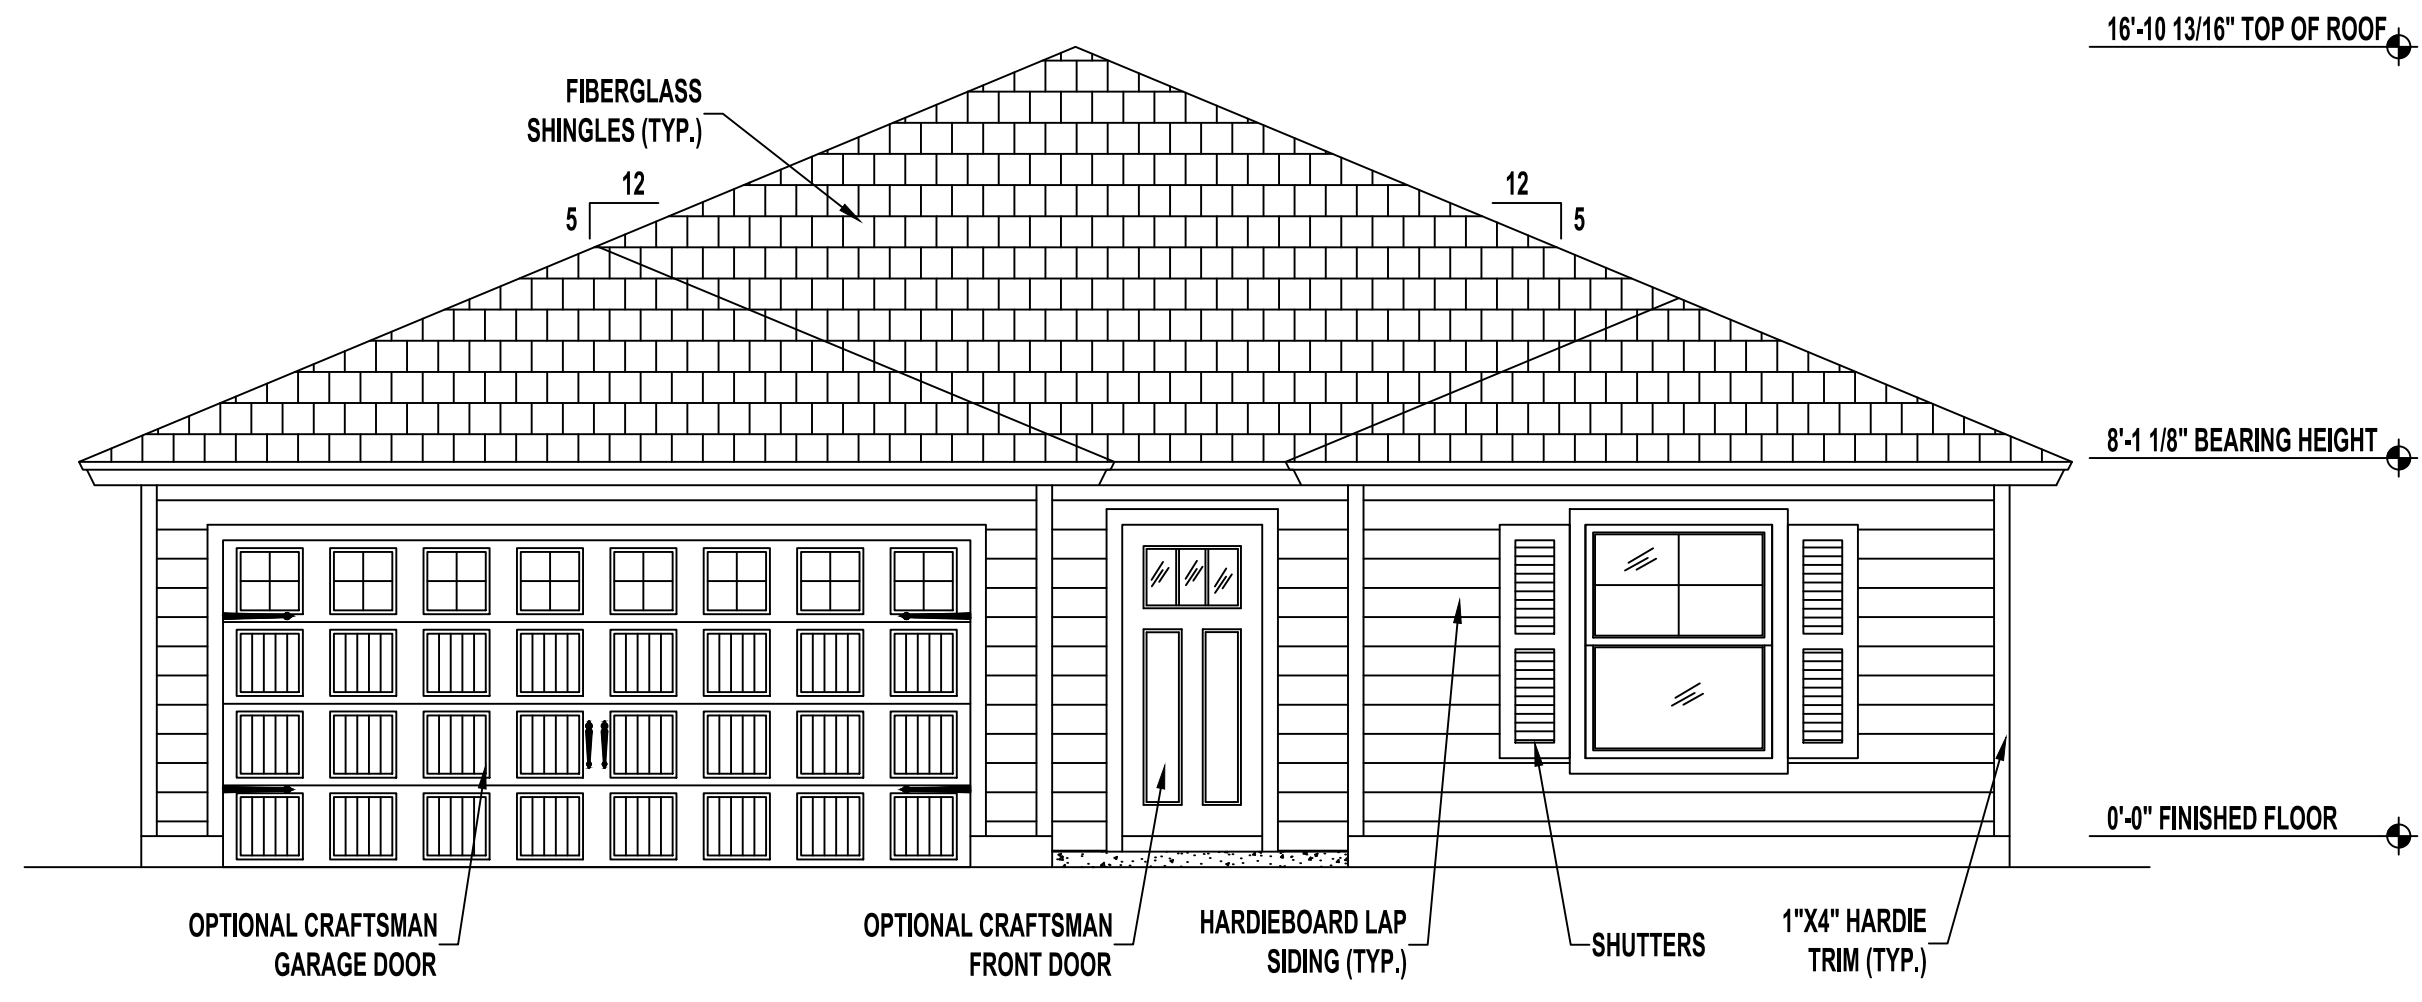 16'-10 13/16" TOP OF ROOF
FIBERGLASS
SHINGLES (TYP.)
12
5
12
5
8'-1 1/8" BEARING HEIGHT
0'-0" FINISHED FLOOR
OPTIONAL CRAFTSMAN
GARAGE DOOR
OPTIONAL CRAFTSMAN
FRONT DOOR
HARDIEBOARD LAP
SIDING (TYP.)
SHUTTERS
1"X4" HARDIE
TRIM (TYP.)